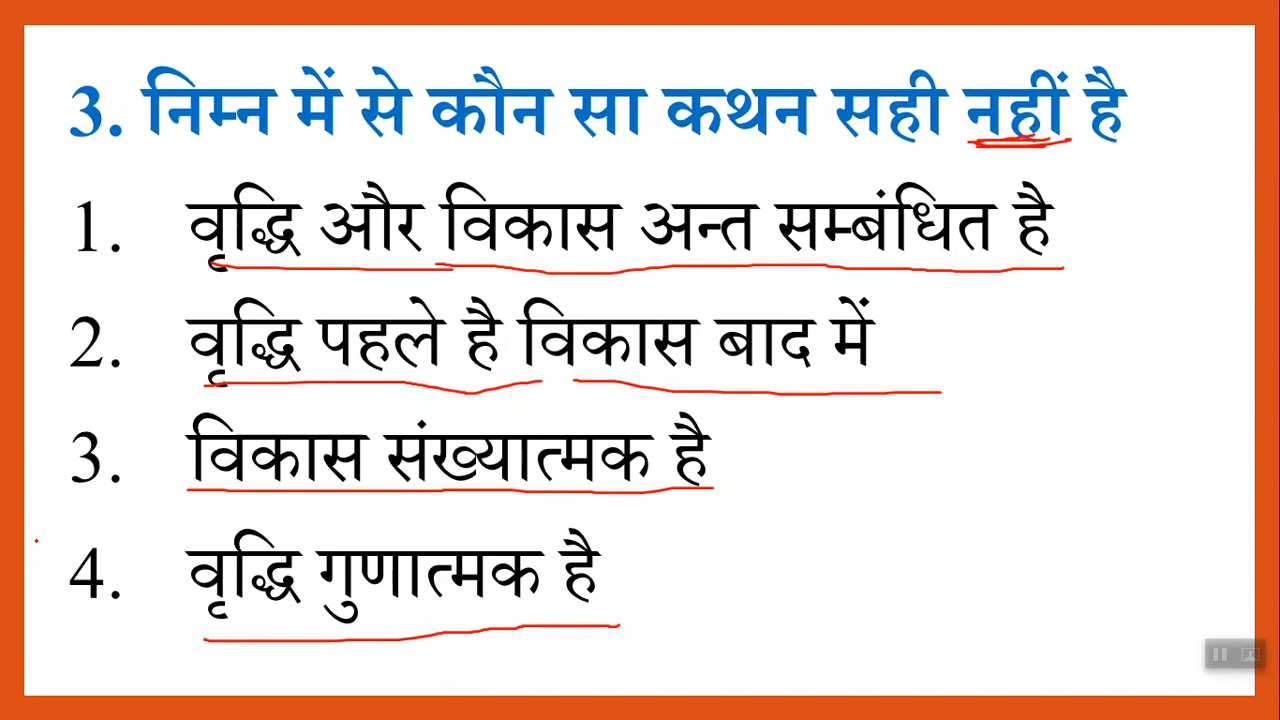 3. निम्न में से कौन सा कथन सही नहीं है
1. वृद्धि और विकास अन्त सम्बंधित है
2. वृद्धि पहले है विकास बाद में
3. विकास संख्यात्मक है
4. वृद्धि गुणात्मक है